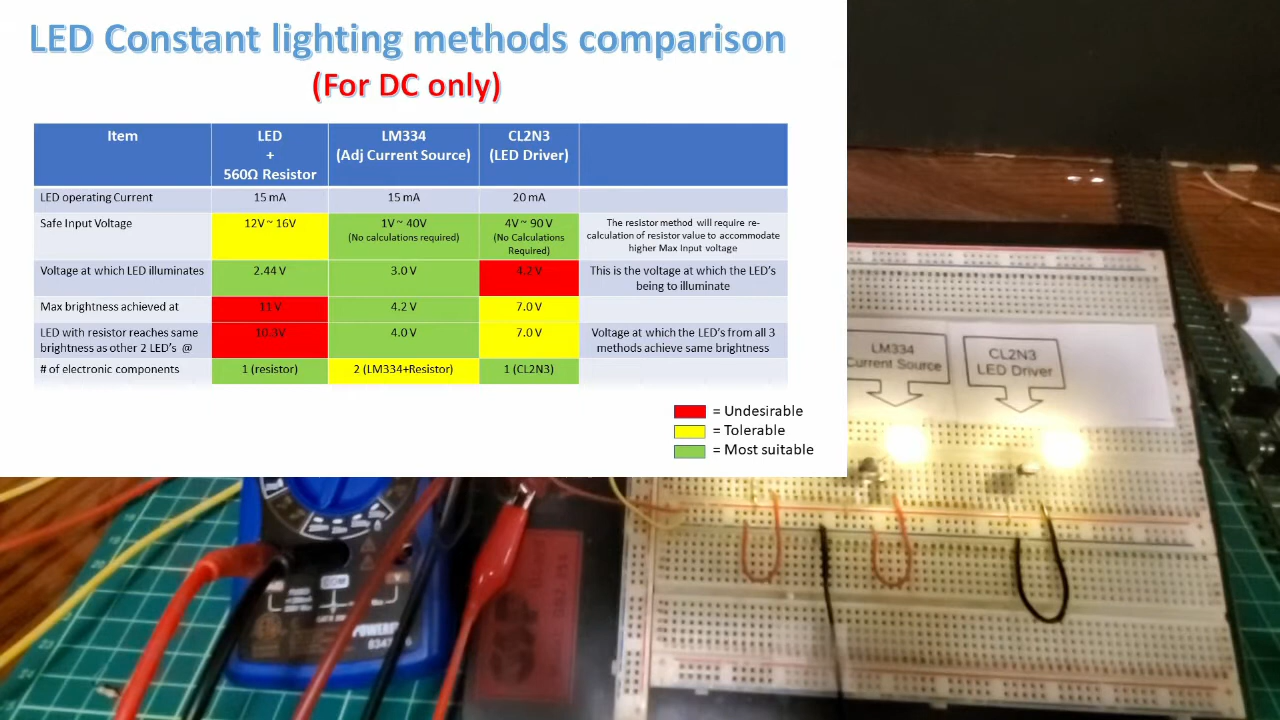 LED Constant lighting methods comparison
(For DC only)
Item
LED
+
560Ω Resistor
LM334
(Adj Current Source)
CL2N3
(LED Driver)
LED operating Current
15 mA
15 mA
20 mA
Safe Input Voltage
12V ~ 16V
1V ~ 40V
(No calculations required)
4V ~ 90 V
(No Calculations
Required)
The resistor method will require re-
calculation of resistor value to accommodate
higher Max Input voltage
Voltage at which LED illuminates
2.44 V
3.0 V
4.2 V
This is the voltage at which the LED's
being to illuminate
Max brightness achieved at
11 V
4.2 V
7.0 V
LED with resistor reaches same
brightness as other 2 LED's @
10.3V
4.0 V
7.0 V
Voltage at which the LED's from all 3
methods achieve same brightness
# of electronic components
1 (resistor)
2 (LM334+Resistor)
1 (CL2N3)
= Undesirable
= Tolerable
= Most suitable
LM334
Current Source
CL2N3
LED Driver
COM